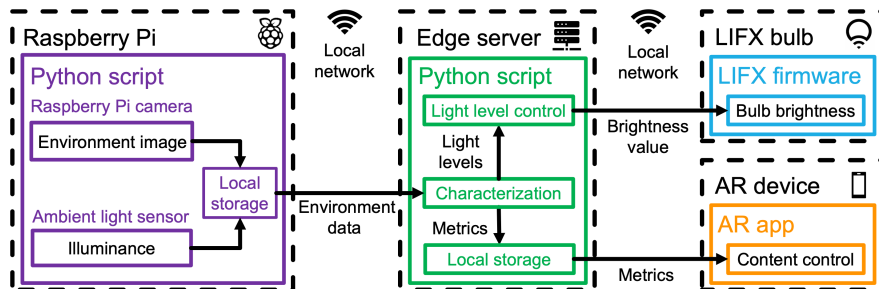 Raspberry Pi
Python script
Raspberry Pi camera
Environment image
Local
storage
Ambient light sensor
Illuminance
Local
network
Environment
data
Edge server
Python script
Light level control
Light
levels
Characterization
Metrics
Local storage
Local
network
Brightness
value
Metrics
LIFX bulb
LIFX firmware
Bulb brightness
AR device
AR app
Content control